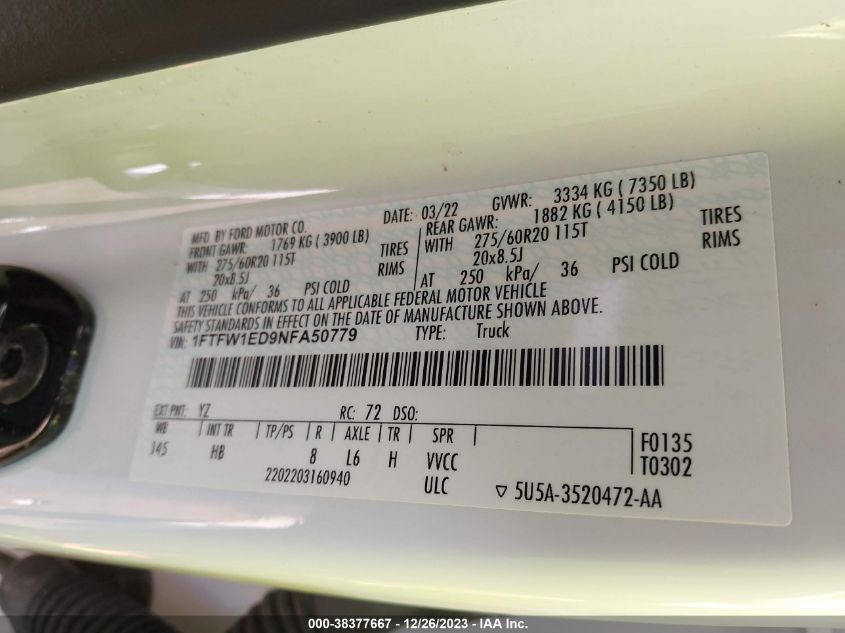 MFD BY FORD MOTOR CO.
DATE: 03/22 GVWR: 3334 KG ( 7350 LB)
FRONT GAWR: 1769 KG ( 3900 LB) REAR GAWR: 1882 KG ( 4150 LB)
WITH 275/60R20 115T TIRES WITH 275/60R20 115T TIRES
20x8.5J RIMS 20x8.5J RIMS
AT 250 kPa/ 36 PSI COLD AT 250 kPa/ 36 PSI COLD
THIS VEHICLE CONFORMS TO ALL APPLICABLE FEDERAL MOTOR VEHICLE
SAFETY STANDARDS IN EFFECT ON THE DATE OF MANUFACTURE SHOWN ABOVE.
VIN: 1FTFW1ED9NFA50779 TYPE: Truck
EXT PNT: YZ RC: 72 DSO:
WB INT TR TP/PS R AXLE TR SPR F0135
145 HB 8 L6 H VVCC T0302
2202203160940 ULC 5U5A-3520472-AA
000-38377667 - 12/26/2023 - IAA Inc.